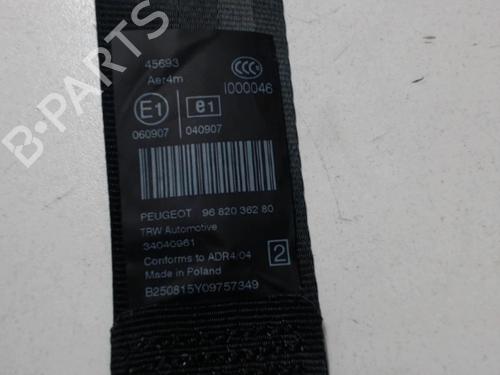 45693
Aer4m
CCC
I000046
E1
e1
060907
040907
PEUGEOT 96 820 362 80
TRW Automotive
34040961
Conforms to ADR4/04
Made in Poland
2
B250815Y09757349
B-PARTS